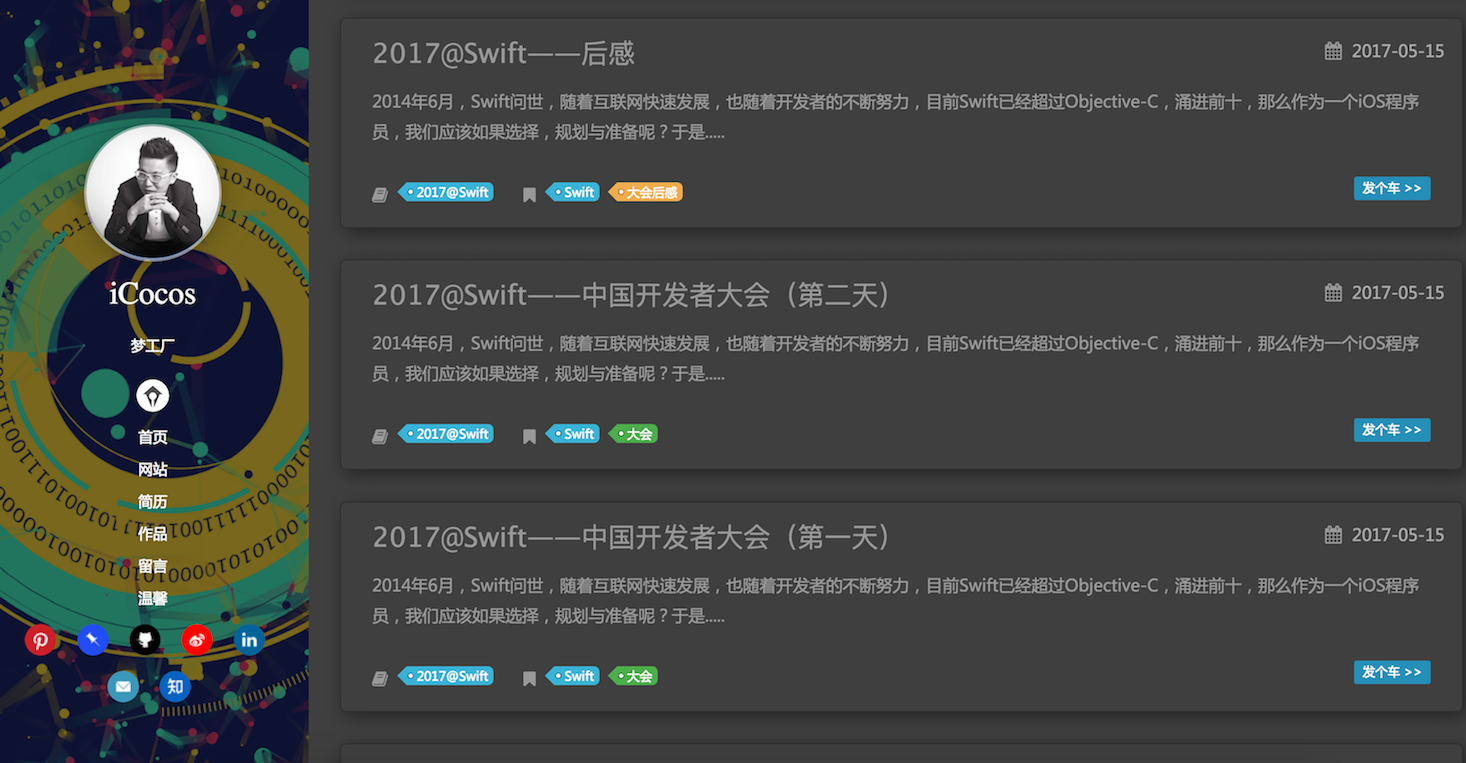 iCocos
梦工厂
首页
网站
简历
作品
留言
温馨
in
知
2017@Swift——后感
2017-05-15
2014年6月，Swift问世，随着互联网快速发展，也随着开发者的不断努力，目前Swift已经超过Objective-C，涌进前十，那么作为一个iOS程序
员，我们应该如果选择，规划与准备呢？于是.....
2017@Swift Swift 大会后感
发个车 >>
2017@Swift——中国开发者大会（第二天）
2017-05-15
2014年6月，Swift问世，随着互联网快速发展，也随着开发者的不断努力，目前Swift已经超过Objective-C，涌进前十，那么作为一个iOS程序
员，我们应该如果选择，规划与准备呢？于是.....
2017@Swift Swift 大会
发个车 >>
2017@Swift——中国开发者大会（第一天）
2017-05-15
2014年6月，Swift问世，随着互联网快速发展，也随着开发者的不断努力，目前Swift已经超过Objective-C，涌进前十，那么作为一个iOS程序
员，我们应该如果选择，规划与准备呢？于是.....
2017@Swift Swift 大会
发个车 >>